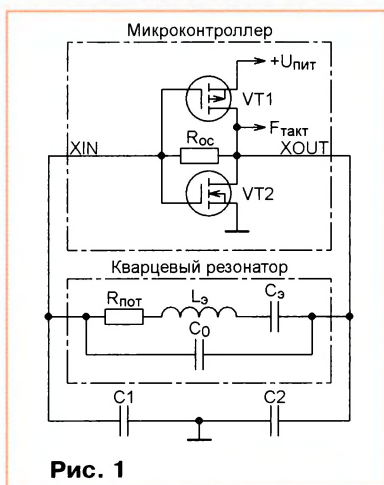 Микроконтроллер
+Uпит
VT1
Fтакт
Rос
XIN
XOUT
VT2
Кварцевый резонатор
Rпот
Lэ
Cэ
C0
C1
C2
Рис. 1